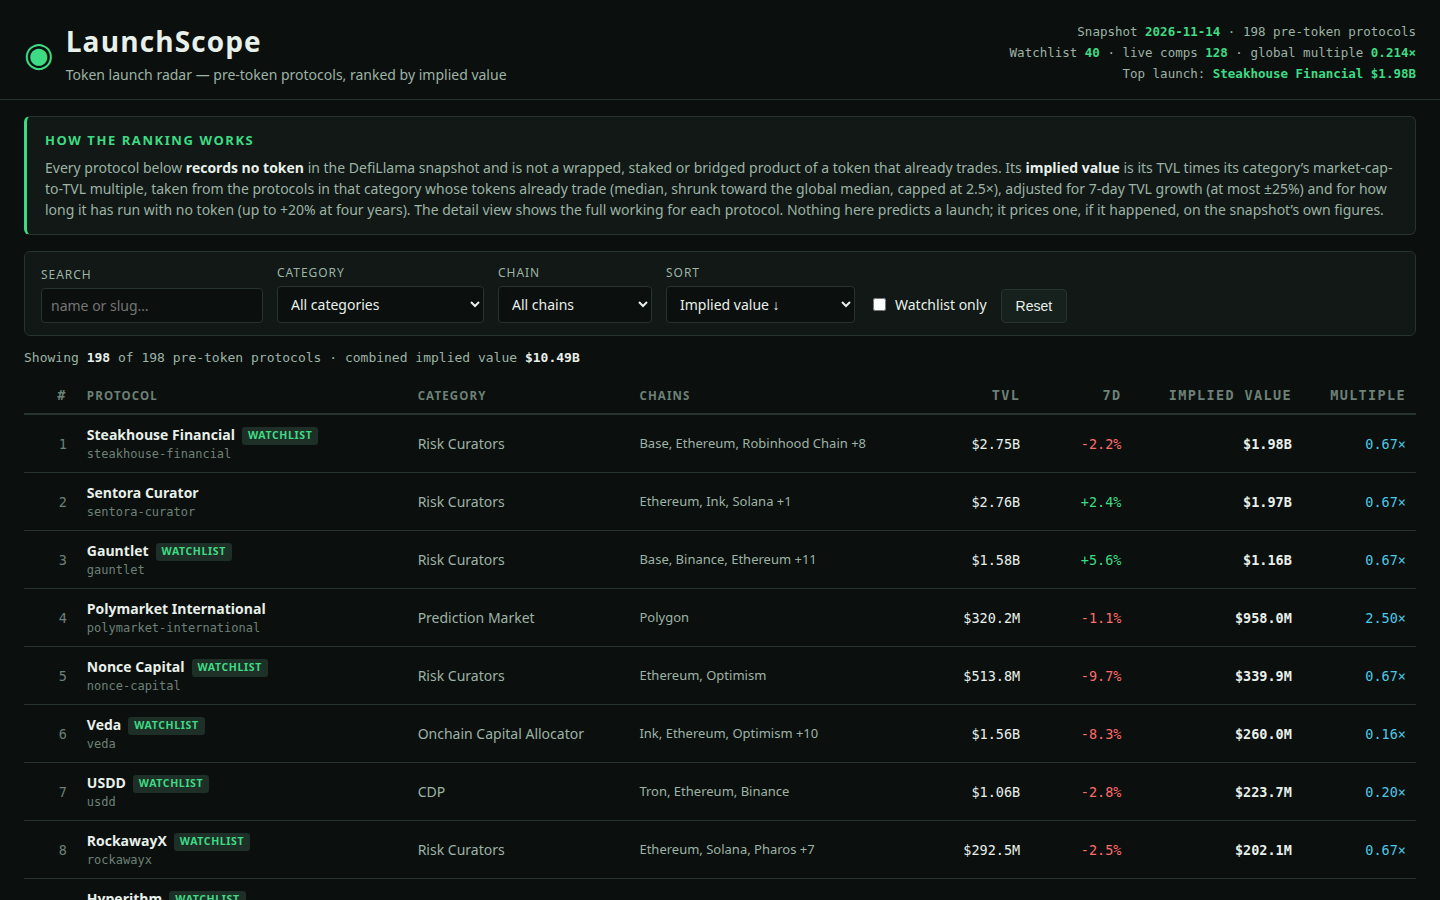 LaunchScope
Token launch radar — pre-token protocols, ranked by implied value
Snapshot 2026-11-14 · 198 pre-token protocols
Watchlist 40 · live comps 128 · global multiple 0.214×
Top launch: Steakhouse Financial $1.98B
HOW THE RANKING WORKS
Every protocol below records no token in the DefiLlama snapshot and is not a wrapped, staked or bridged product of a token that already trades. Its implied value is its TVL times its category's market-cap-
to-TVL multiple, taken from the protocols in that category whose tokens already trade (median, shrunk toward the global median, capped at 2.5×), adjusted for 7-day TVL growth (at most ±25%) and for how
long it has run with no token (up to +20% at four years). The detail view shows the full working for each protocol. Nothing here predicts a launch; it prices one, if it happened, on the snapshot's own figures.
SEARCH CATEGORY CHAIN SORT
name or slug... All categories All chains Implied value ↓ Watchlist only Reset
Showing 198 of 198 pre-token protocols · combined implied value $10.49B
# PROTOCOL CATEGORY CHAINS TVL 7D IMPLIED VALUE MULTIPLE
1 Steakhouse Financial WATCHLIST Risk Curators Base, Ethereum, Robinhood Chain +8 $2.75B -2.2% $1.98B 0.67×
steakhouse-financial
2 Sentora Curator Risk Curators Ethereum, Ink, Solana +1 $2.76B +2.4% $1.97B 0.67×
sentora-curator
3 Gauntlet WATCHLIST Risk Curators Base, Binance, Ethereum +11 $1.58B +5.6% $1.16B 0.67×
gauntlet
4 Polymarket International Prediction Market Polygon $320.2M -1.1% $958.0M 2.50×
polymarket-international
5 Nonce Capital WATCHLIST Risk Curators Ethereum, Optimism $513.8M -9.7% $339.9M 0.67×
nonce-capital
6 Veda WATCHLIST Onchain Capital Allocator Ink, Ethereum, Optimism +10 $1.56B -8.3% $260.0M 0.16×
veda
7 USDD WATCHLIST CDP Tron, Ethereum, Binance $1.06B -2.8% $223.7M 0.20×
usdd
8 RockawayX WATCHLIST Risk Curators Ethereum, Solana, Pharos +7 $292.5M -2.5% $202.1M 0.67×
rockawayx
Hyperithm WATCHLIST